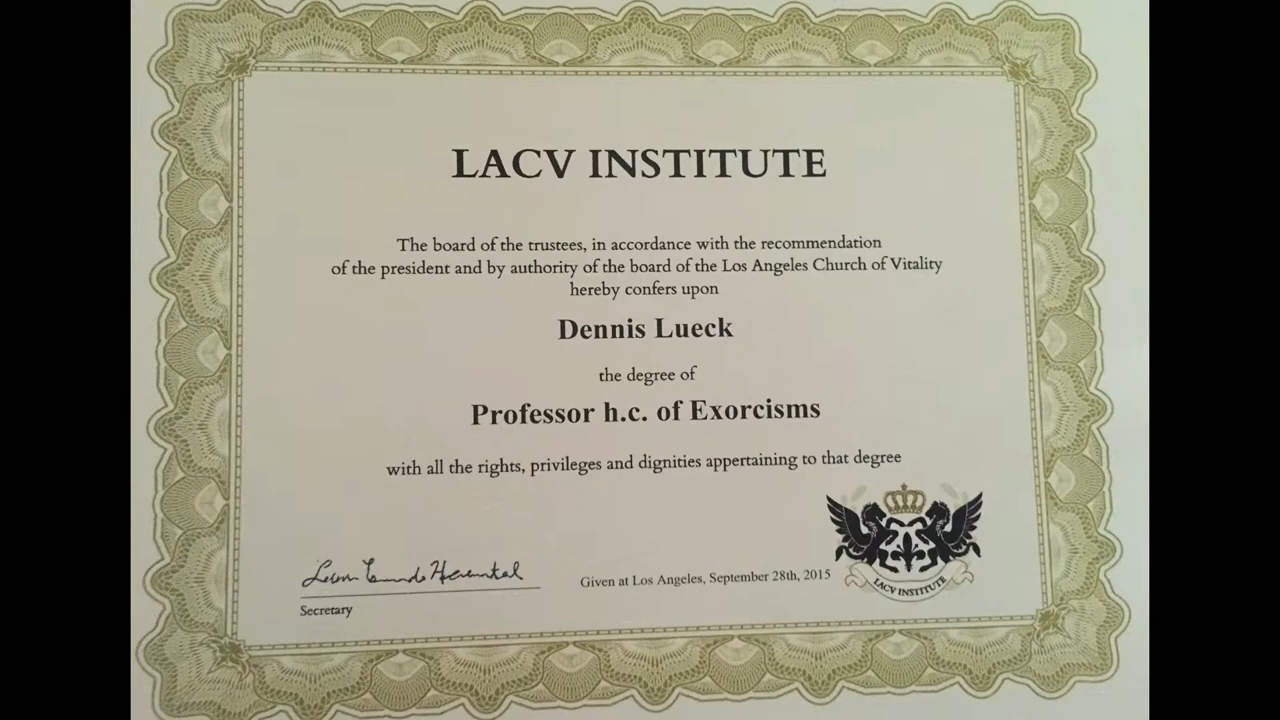 LACV INSTITUTE
The board of the trustees, in accordance with the recommendation
of the president and by authority of the board of the Los Angeles Church of Vitality
hereby confers upon
Dennis Lueck
the degree of
Professor h.c. of Exorcisms
with all the rights, privileges and dignities appertaining to that degree
Given at Los Angeles, September 28th, 2015
LACV INSTITUTE
Secretary